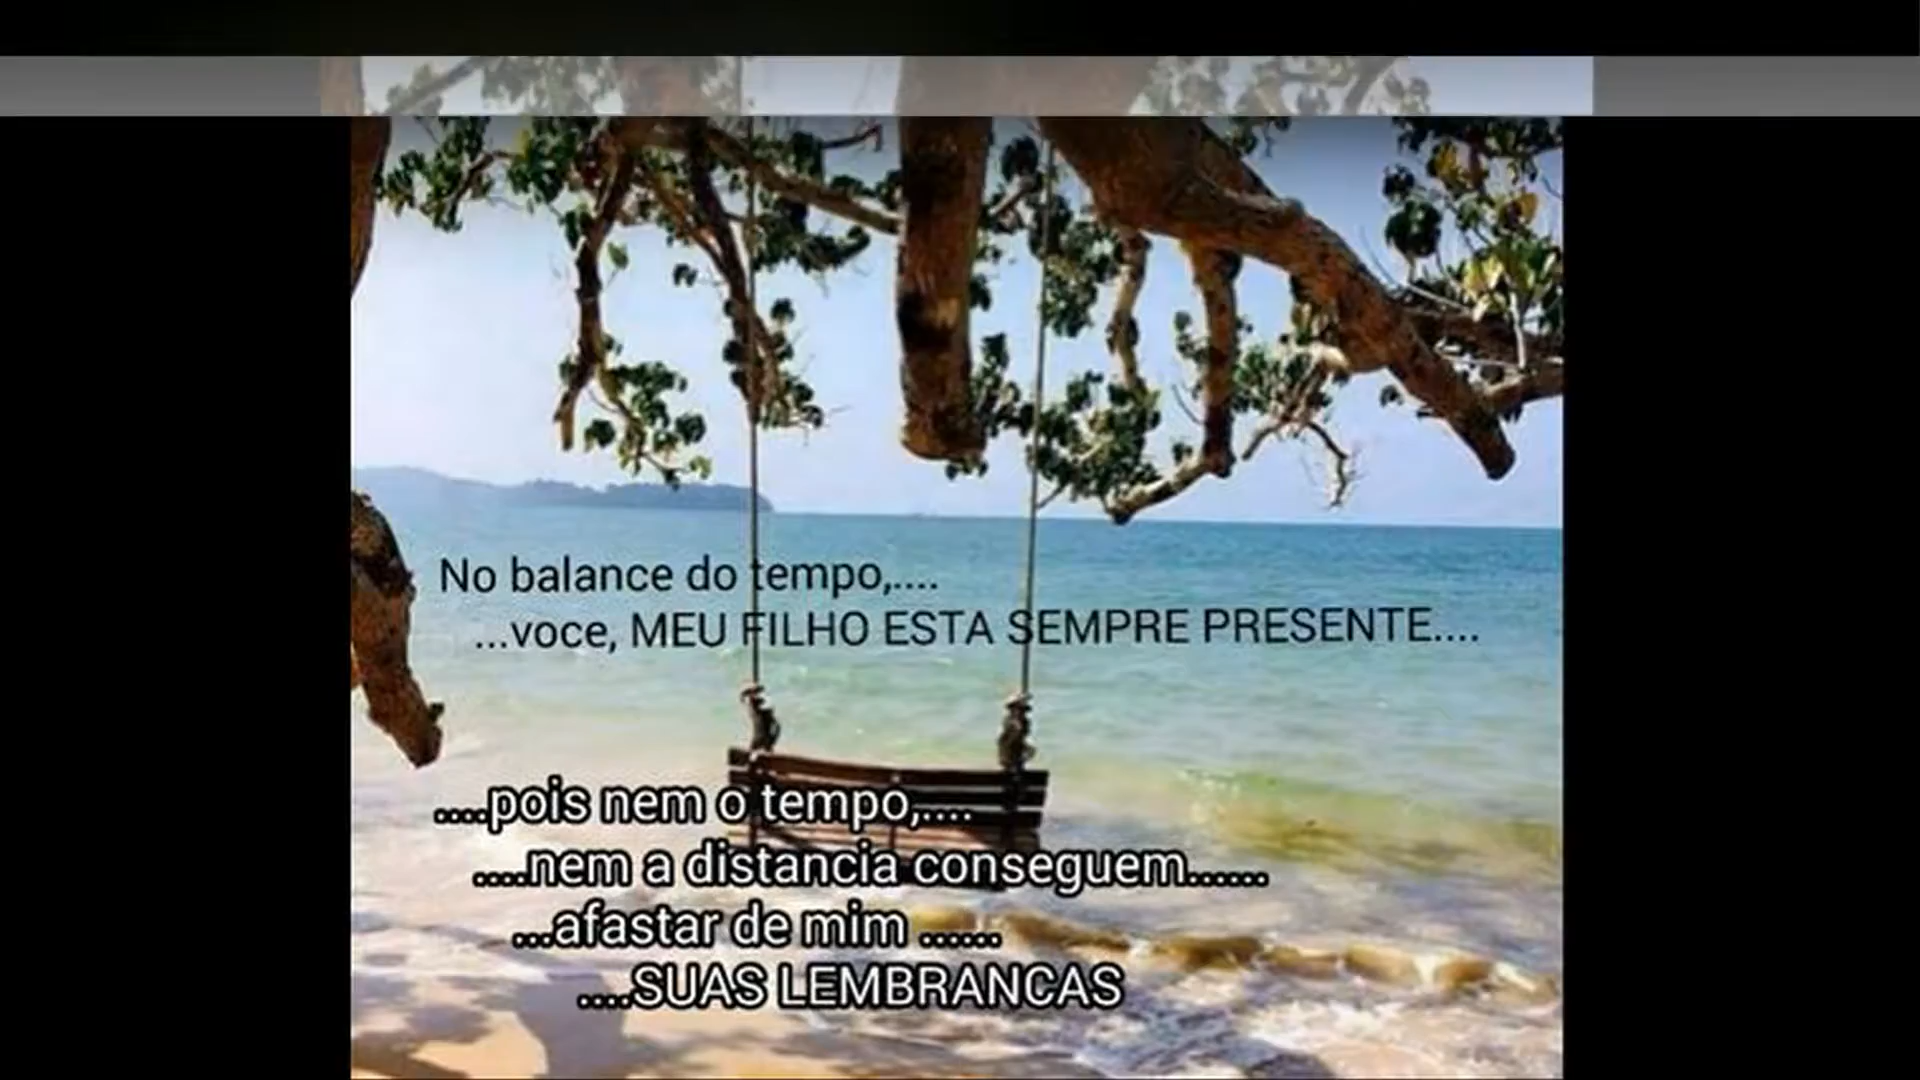 No balance do tempo,....
...voce, MEU FILHO ESTA SEMPRE PRESENTE....
....pois nem o tempo,....
....nem a distancia conseguem......
...afastar de mim ......
....SUAS LEMBRANCAS